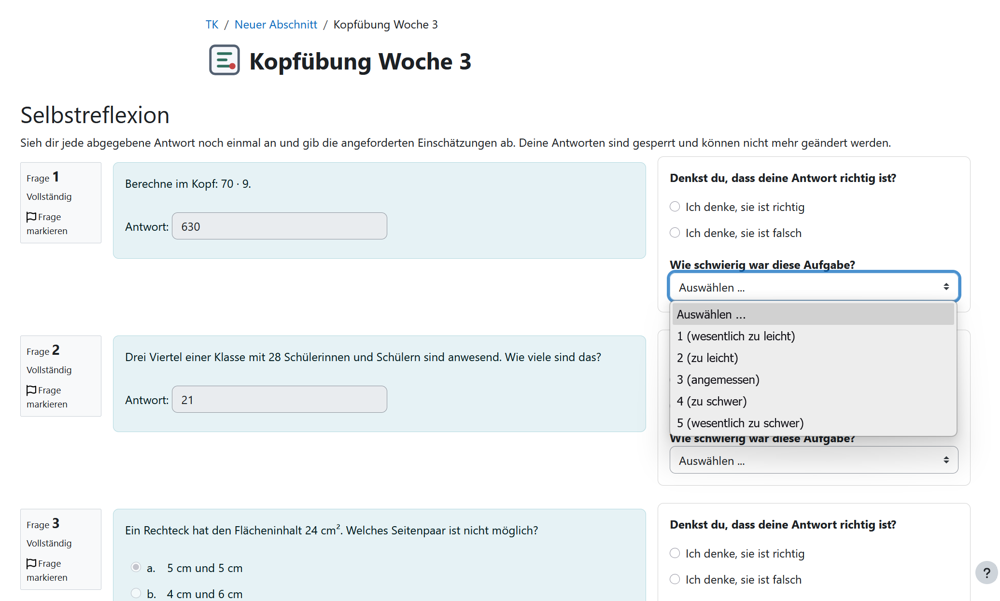 TK / Neuer Abschnitt / Kopfübung Woche 3
Kopfübung Woche 3
Selbstreflexion
Sieh dir jede abgegebene Antwort noch einmal an und gib die angeforderten Einschätzungen ab. Deine Antworten sind gesperrt und können nicht mehr geändert werden.
Frage 1
Vollständig
Frage
markieren
Berechne im Kopf: 70 · 9.
Antwort: 630
Denkst du, dass deine Antwort richtig ist?
Ich denke, sie ist richtig
Ich denke, sie ist falsch
Wie schwierig war diese Aufgabe?
Auswählen ...
Auswählen ...
1 (wesentlich zu leicht)
2 (zu leicht)
3 (angemessen)
4 (zu schwer)
5 (wesentlich zu schwer)
Frage 2
Vollständig
Frage
markieren
Drei Viertel einer Klasse mit 28 Schülerinnen und Schülern sind anwesend. Wie viele sind das?
Antwort: 21
Wie schwierig war diese Aufgabe?
Auswählen ...
Frage 3
Vollständig
Frage
markieren
Ein Rechteck hat den Flächeninhalt 24 cm². Welches Seitenpaar ist nicht möglich?
a. 5 cm und 5 cm
b. 4 cm und 6 cm
Denkst du, dass deine Antwort richtig ist?
Ich denke, sie ist richtig
Ich denke, sie ist falsch
?